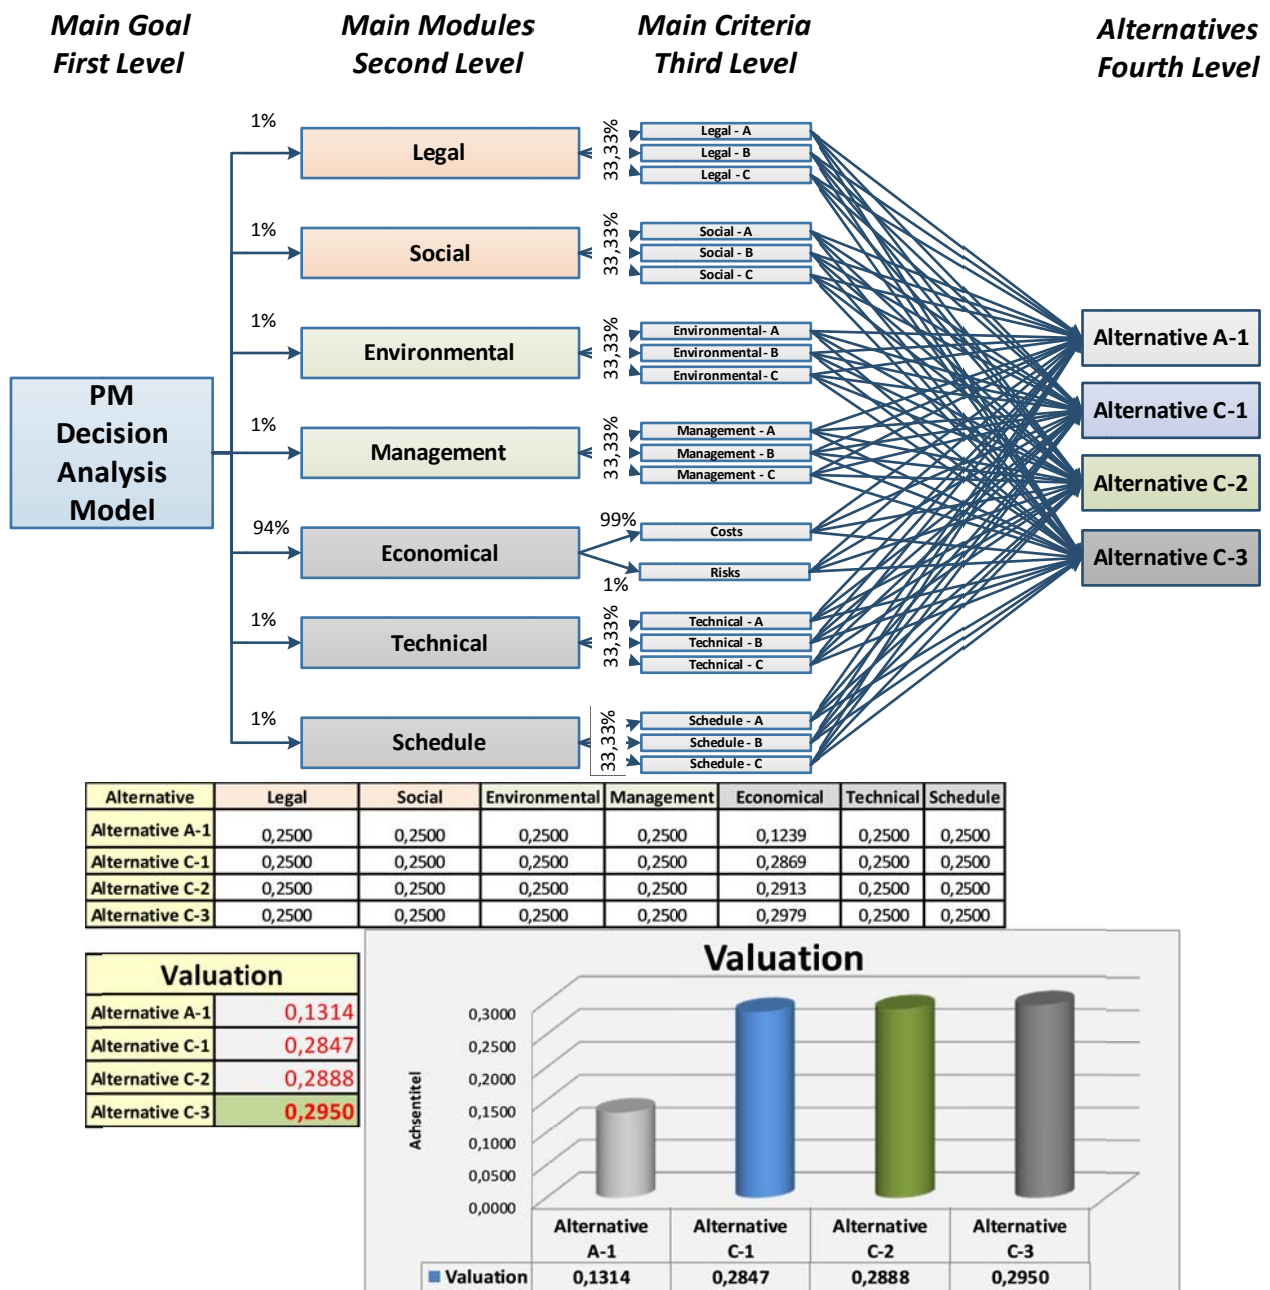 Main Goal
First Level
Main Modules
Second Level
Main Criteria
Third Level
Alternatives
Fourth Level
PM
Decision
Analysis
Model
1%
Legal
33,33%
Legal - A
Legal - B
Legal - C
1%
Social
33,33%
Social - A
Social - B
Social - C
1%
Environmental
33,33%
Environmental- A
Environmental- B
Environmental- C
1%
Management
33,33%
Management - A
Management - B
Management - C
94%
Economical
99%
Costs
1%
Risks
1%
Technical
33,33%
Technical - A
Technical - B
Technical - C
1%
Schedule
33,33%
Schedule - A
Schedule - B
Schedule - C
Alternative A-1
Alternative C-1
Alternative C-2
Alternative C-3
Alternative Legal Social Environmental Management Economical Technical Schedule
Alternative A-1 0,2500 0,2500 0,2500 0,2500 0,1239 0,2500 0,2500
Alternative C-1 0,2500 0,2500 0,2500 0,2500 0,2869 0,2500 0,2500
Alternative C-2 0,2500 0,2500 0,2500 0,2500 0,2913 0,2500 0,2500
Alternative C-3 0,2500 0,2500 0,2500 0,2500 0,2979 0,2500 0,2500
Valuation
Alternative A-1 0,1314
Alternative C-1 0,2847
Alternative C-2 0,2888
Alternative C-3 0,2950
Valuation
Achsentitel
0,3000
0,2500
0,2000
0,1500
0,1000
0,0500
0,0000
Alternative Alternative Alternative Alternative
A-1 C-1 C-2 C-3
Valuation 0,1314 0,2847 0,2888 0,2950